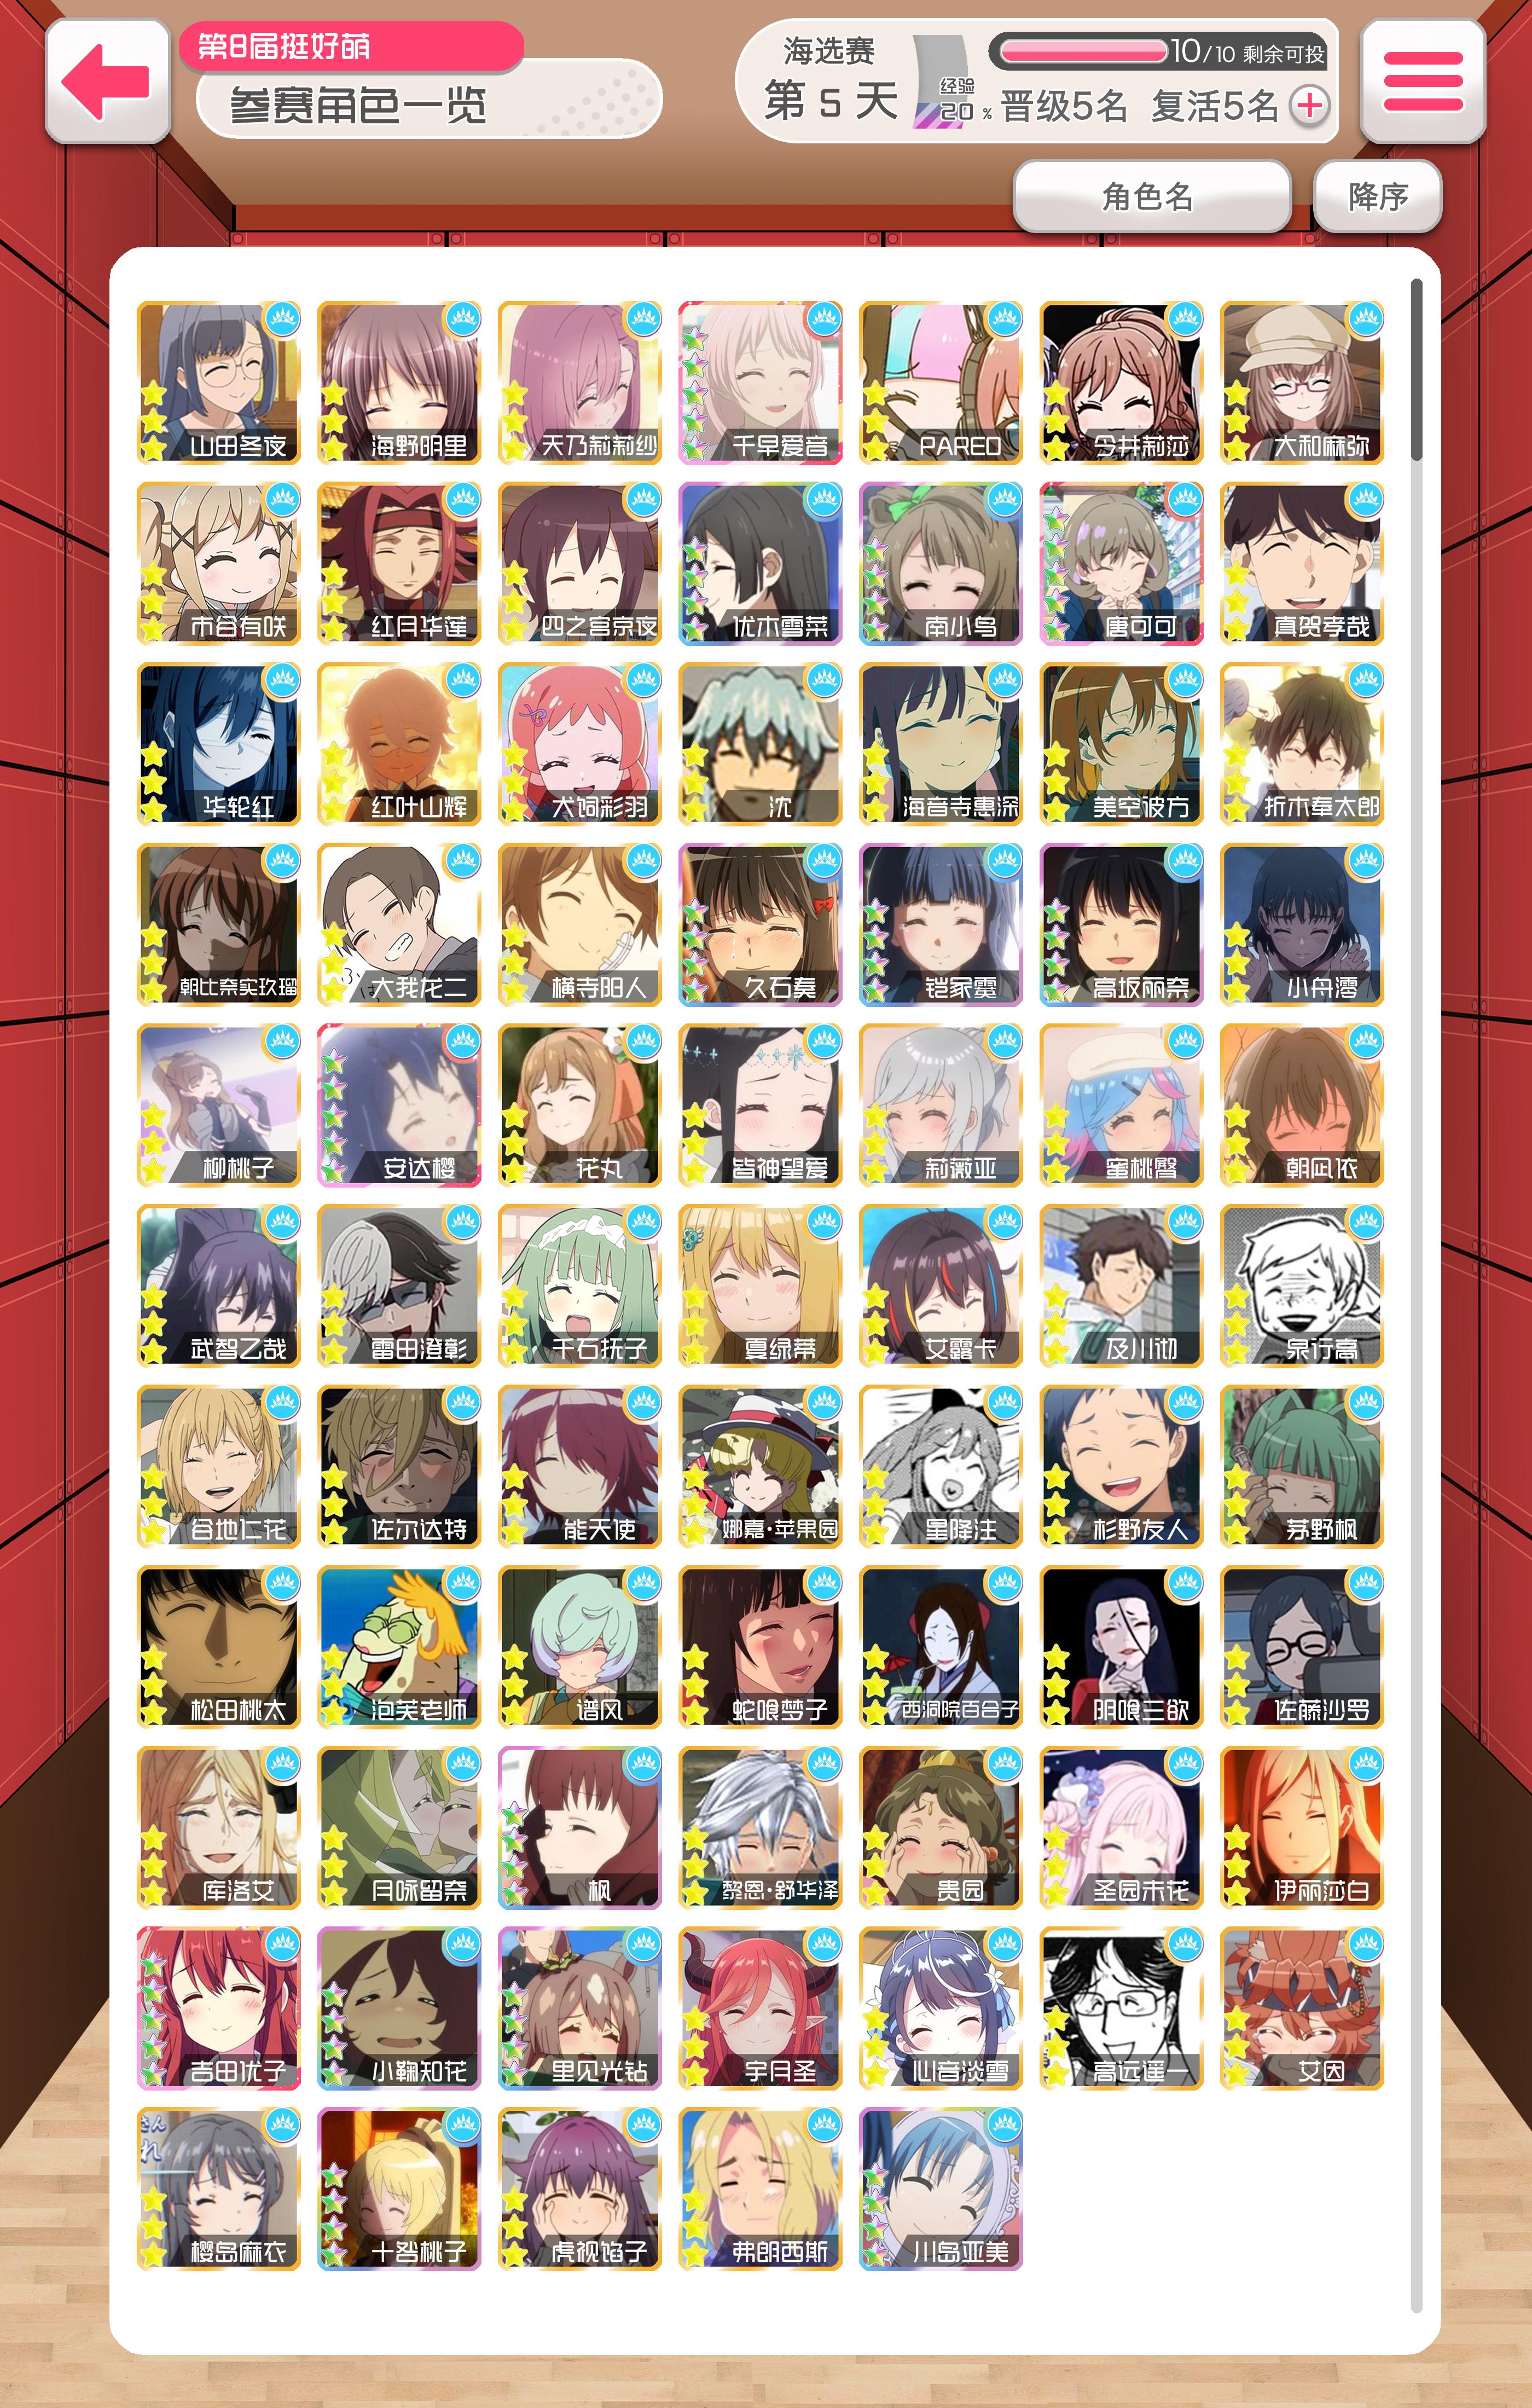 第8届挺好萌
参赛角色一览
海选赛
第 5 天
经验
20 %
10/10 剩余可投
晋级5名 复活5名
角色名
降序
山田冬夜
海野明里
天乃莉莉纱
千早爱音
PAREO
今井莉莎
大和麻弥
市谷有咲
红月华莲
四之宫京夜
优木雪菜
南小鸟
唐可可
真贺孝哉
华轮红
红叶山辉
犬饲彩羽
沈
海音寺惠深
美空彼方
折木奉太郎
朝比奈实玖瑠
大我龙二
横寺阳人
久石奏
铠冢霙
高坂丽奈
小舟澪
柳桃子
安达樱
花丸
皆神望爱
莉薇亚
蜜桃臀
朝凪依
武智乙哉
雷田澄彰
千石抚子
夏绿蒂
艾露卡
及川彻
泉行高
谷地仁花
佐尔达特
能天使
娜嘉·苹果园
星降注
杉野友人
茅野枫
松田桃太
泡芙老师
谱风
蛇喰梦子
西洞院百合子
阴喰三欲
佐藤沙罗
库洛艾
月咏留奈
枫
黎恩·舒华泽
贵园
圣园未花
伊丽莎白
吉田优子
小鞠知花
里见光钻
宇月圣
心音淡雪
高远遥一
艾因
さん
れ
樱岛麻衣
十咎桃子
虎视馅子
弗朗西斯
川岛亚美